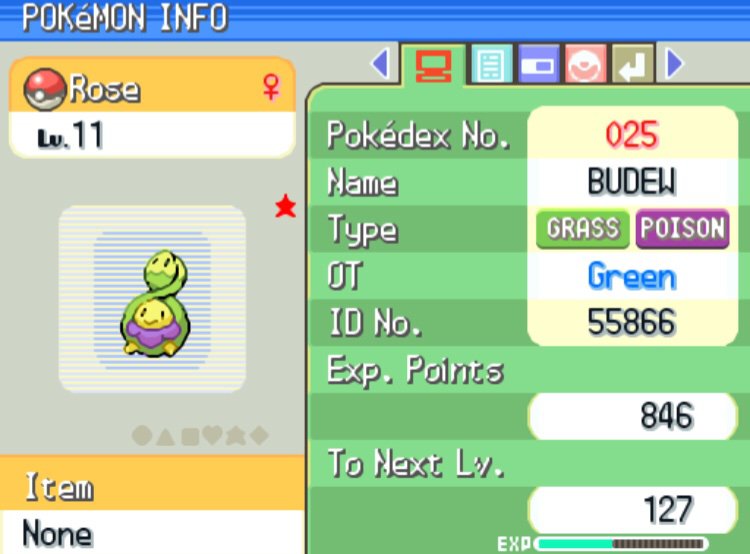 POKéMON INFO
Rose ♀
Lv.11
Pokédex No. 025
Name BUDEW
Type GRASS POISON
OT Green
ID No. 55866
Exp. Points
846
To Next Lv.
127
EXP
Item
None